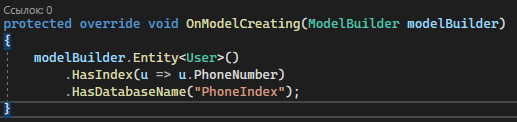 Ссылок: 0
protected override void OnModelCreating(ModelBuilder modelBuilder)
{
modelBuilder.Entity<User>()
.HasIndex(u => u.PhoneNumber)
.HasDatabaseName("PhoneIndex");
}